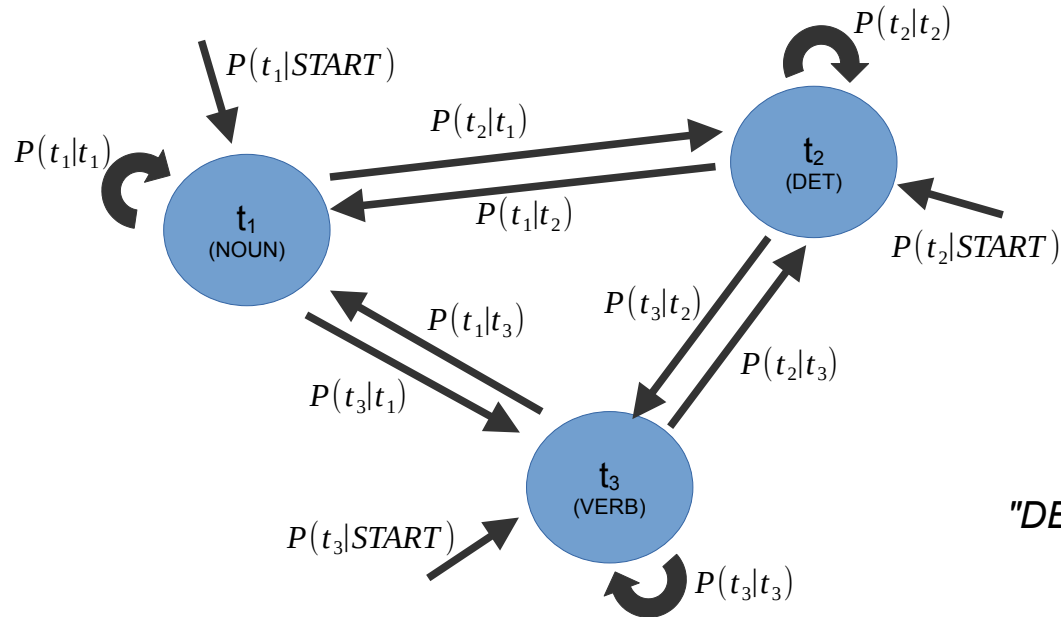 P(t₂|t₂)
P(t₁|START)
P(t₂|t₁)
P(t₁|t₁)
t₂
(DET)
P(t₁|t₂)
t₁
(NOUN)
P(t₂|START)
P(t₃|t₂)
P(t₁|t₃)
P(t₂|t₃)
P(t₃|t₁)
t₃
(VERB)
"DE
P(t₃|START)
P(t₃|t₃)